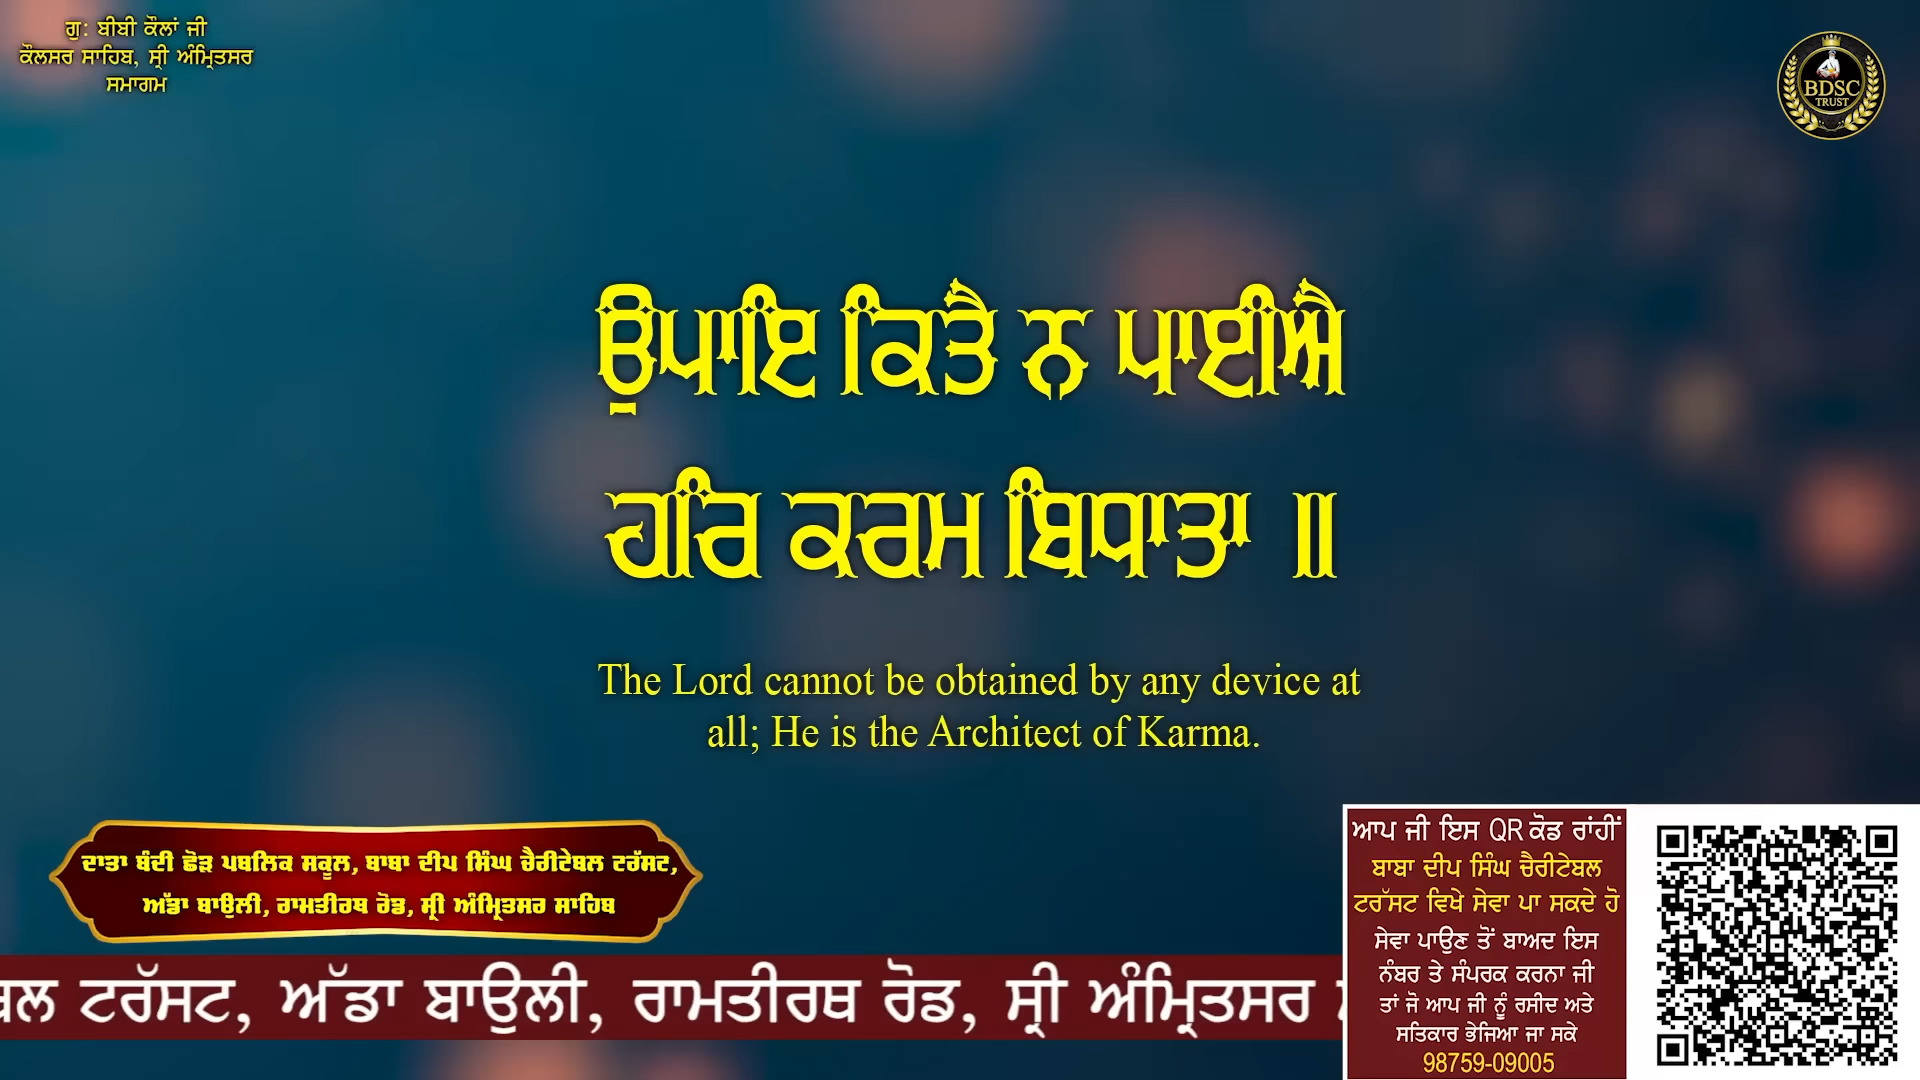 ਗੁ: ਬੀਬੀ ਕੌਲਾਂ ਜੀ
ਕੌਲਸਰ ਸਾਹਿਬ, ਸ੍ਰੀ ਅੰਮ੍ਰਿਤਸਰ
ਸਮਾਗਮ
BDSC
TRUST
ਉਪਾਇ ਕਿਤੈ ਨ ਪਾਈਐ
ਹਰਿ ਕਰਮ ਬਿਧਾਤਾ ॥
The Lord cannot be obtained by any device at
all; He is the Architect of Karma.
ਦਾਤਾ ਬੰਦੀ ਛੋੜ ਪਬਲਿਕ ਸਕੂਲ, ਬਾਬਾ ਦੀਪ ਸਿੰਘ ਚੈਰੀਟੇਬਲ ਟਰੱਸਟ,
ਅੱਡਾ ਬਾਉਲੀ, ਰਾਮਤੀਰਥ ਰੋਡ, ਸ੍ਰੀ ਅੰਮ੍ਰਿਤਸਰ ਸਾਹਿਬ
ਬਲ ਟਰੱਸਟ, ਅੱਡਾ ਬਾਉਲੀ, ਰਾਮਤੀਰਥ ਰੋਡ, ਸ੍ਰੀ ਅੰਮ੍ਰਿਤਸਰ
ਆਪ ਜੀ ਇਸ QR ਕੋਡ ਰਾਂਹੀਂ
ਬਾਬਾ ਦੀਪ ਸਿੰਘ ਚੈਰੀਟੇਬਲ
ਟਰੱਸਟ ਵਿਖੇ ਸੇਵਾ ਪਾ ਸਕਦੇ ਹੋ
ਸੇਵਾ ਪਾਉਣ ਤੋਂ ਬਾਅਦ ਇਸ
ਨੰਬਰ ਤੇ ਸੰਪਰਕ ਕਰਨਾ ਜੀ
ਤਾਂ ਜੋ ਆਪ ਜੀ ਨੂੰ ਰਸੀਦ ਅਤੇ
ਸਤਿਕਾਰ ਭੇਜਿਆ ਜਾ ਸਕੇ
98759-09005